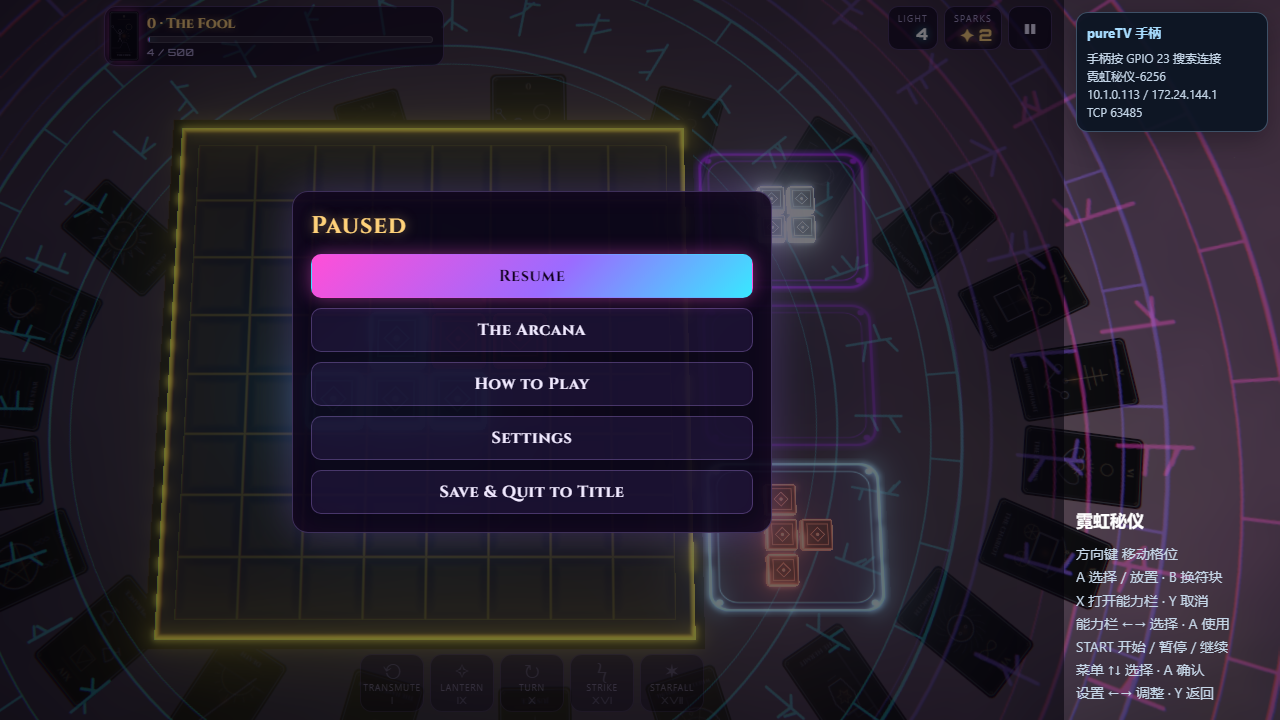 0 · The Fool
4 / 500
LIGHT
4
SPARKS
2
Paused
Resume
The Arcana
How to Play
Settings
Save & Quit to Title
TRANSMUTE
I
LANTERN
IX
TURN
X
STRIKE
XVI
STARFALL
XVII
pureTV 手柄
手柄按 GPIO 23 搜索连接
霓虹秘仪-6256
10.1.0.113 / 172.24.144.1
TCP 63485
霓虹秘仪
方向键 移动格位
A 选择 / 放置 · B 换符块
X 打开能力栏 · Y 取消
能力栏 ←→ 选择 · A 使用
START 开始 / 暂停 / 继续
菜单 ↑↓ 选择 · A 确认
设置 ←→ 调整 · Y 返回